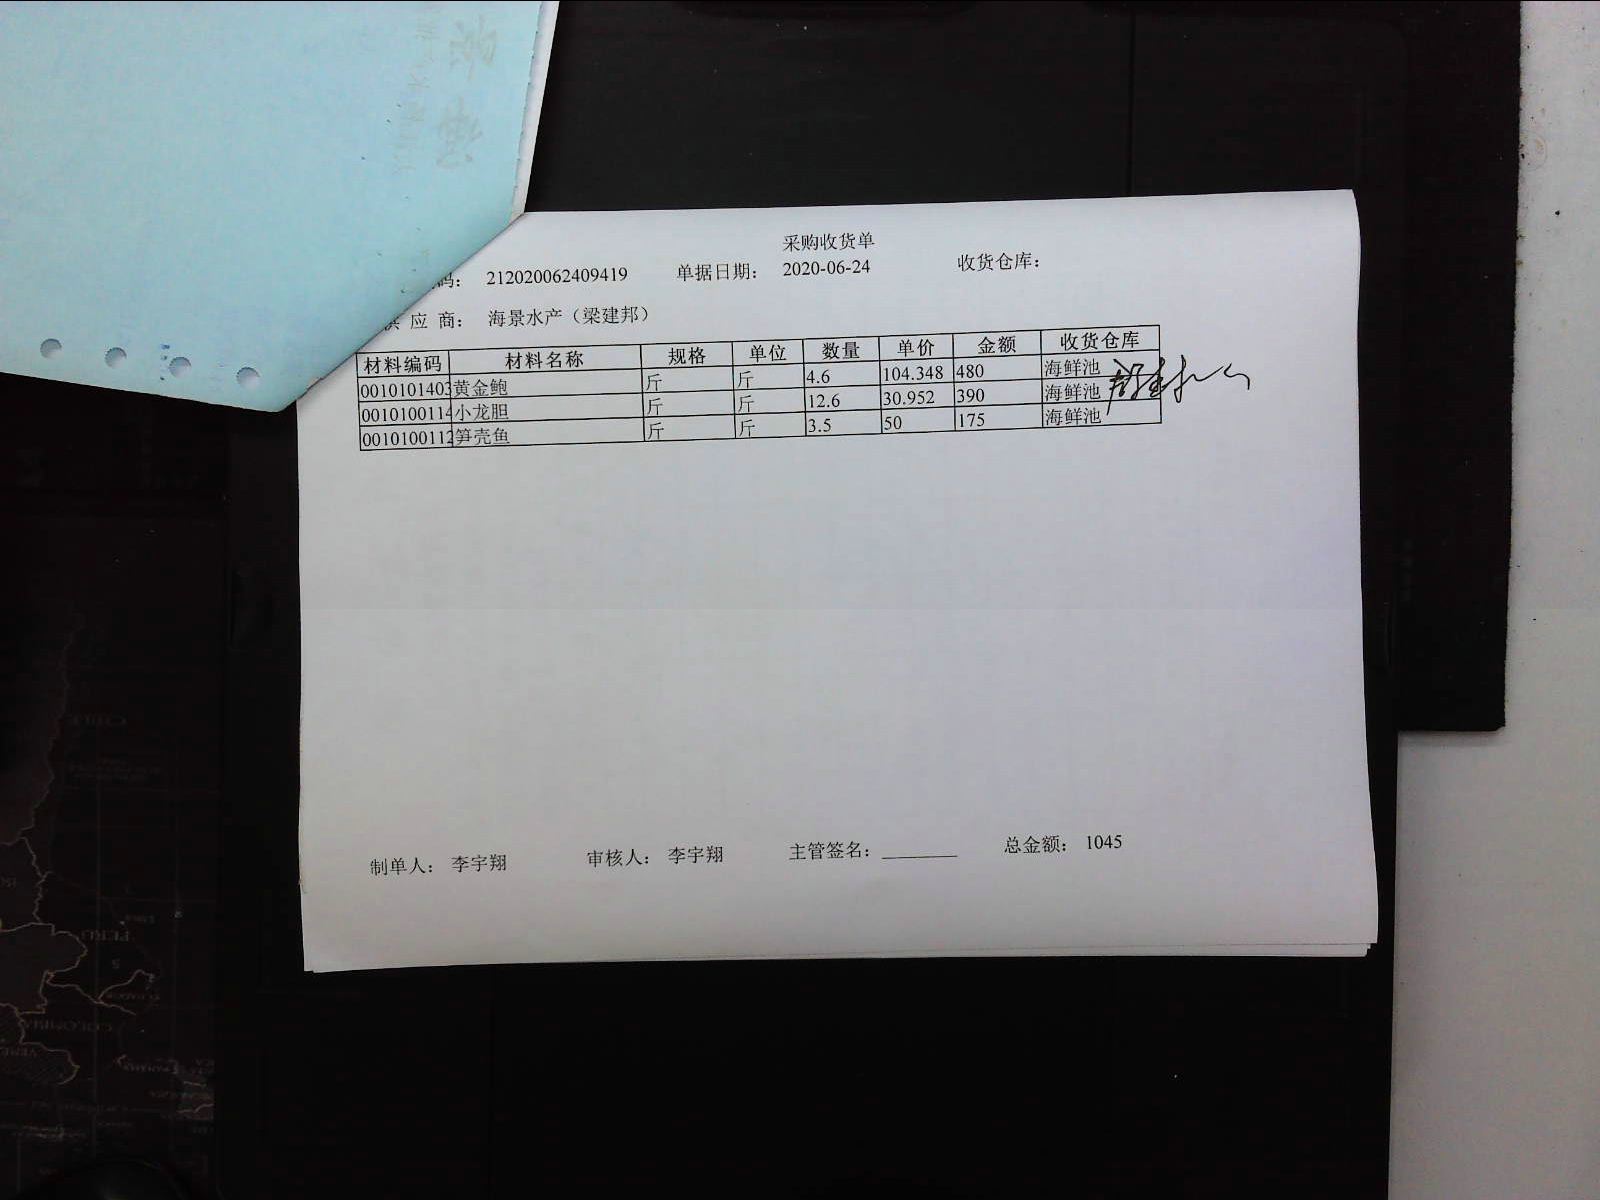 采购收货单
码： 212020062409419 单据日期： 2020-06-24 收货仓库：
供 应 商： 海景水产（梁建邦）
材料编码 材料名称 规格 单位 数量 单价 金额 收货仓库
0010101403 黄金鲍 斤 斤 4.6 104.348 480 海鲜池
0010100114 小龙胆 斤 斤 12.6 30.952 390 海鲜池
0010100112 笋壳鱼 斤 斤 3.5 50 175 海鲜池
制单人： 李宇翔 审核人： 李宇翔 主管签名： 总金额： 1045
CHILE
PERU
COLOMBIA